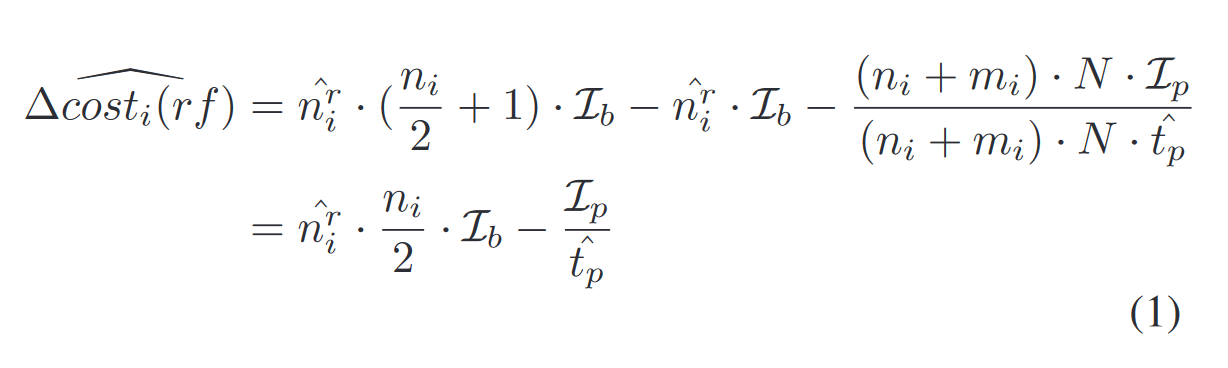 $\Delta \widehat{cost_i(rf)} = \hat{n_i^r} \cdot (\frac{n_i}{2} + 1) \cdot \mathcal{I}_b - \hat{n_i^r} \cdot \mathcal{I}_b - \frac{(n_i + m_i) \cdot N \cdot \mathcal{I}_p}{(n_i + m_i) \cdot N \cdot \hat{t_p}}$
$= \hat{n_i^r} \cdot \frac{n_i}{2} \cdot \mathcal{I}_b - \frac{\mathcal{I}_p}{\hat{t_p}}$
(1)